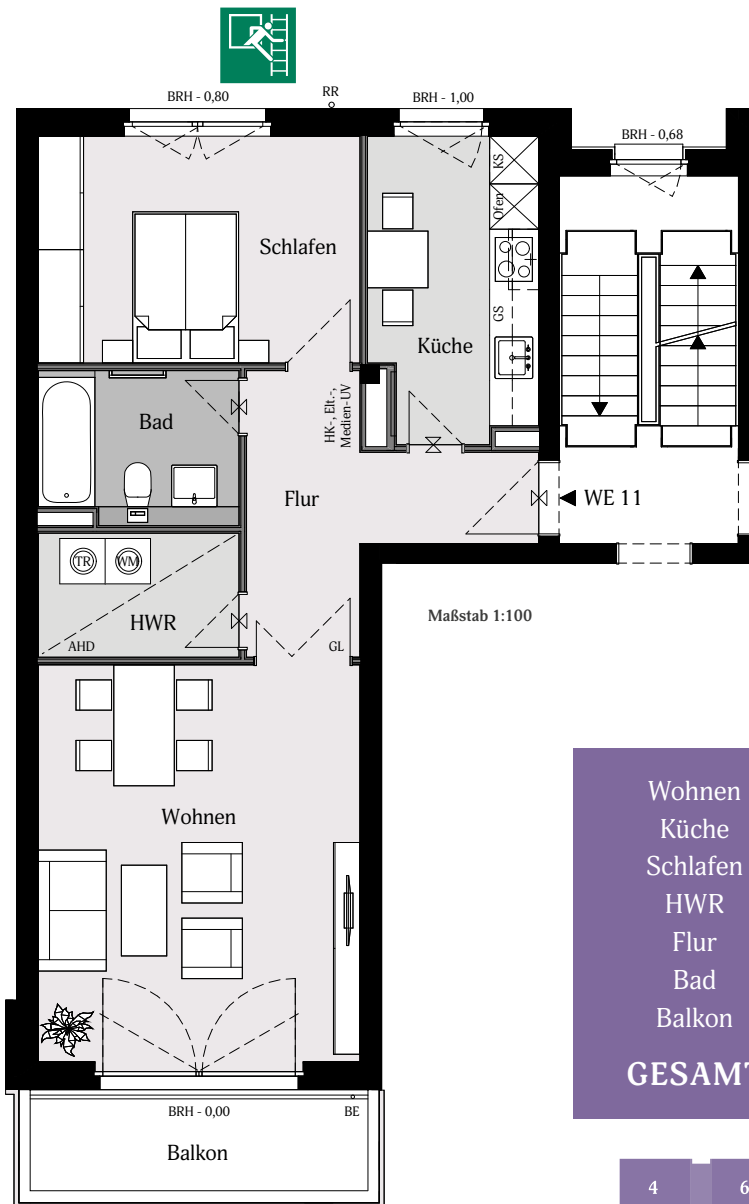 BRH - 0,80
RR
BRH - 1,00
BRH - 0,68
KS
Ofen
Schlafen
GS
Küche
HK-, Elt.-,
Medien-UV
Bad
Flur
WE 11
TR
WM
HWR
AHD
GL
Maßstab 1:100
Wohnen
Wohnen
Küche
Schlafen
HWR
Flur
Bad
Balkon
GESAMT
BRH - 0,00
BE
Balkon
4
6